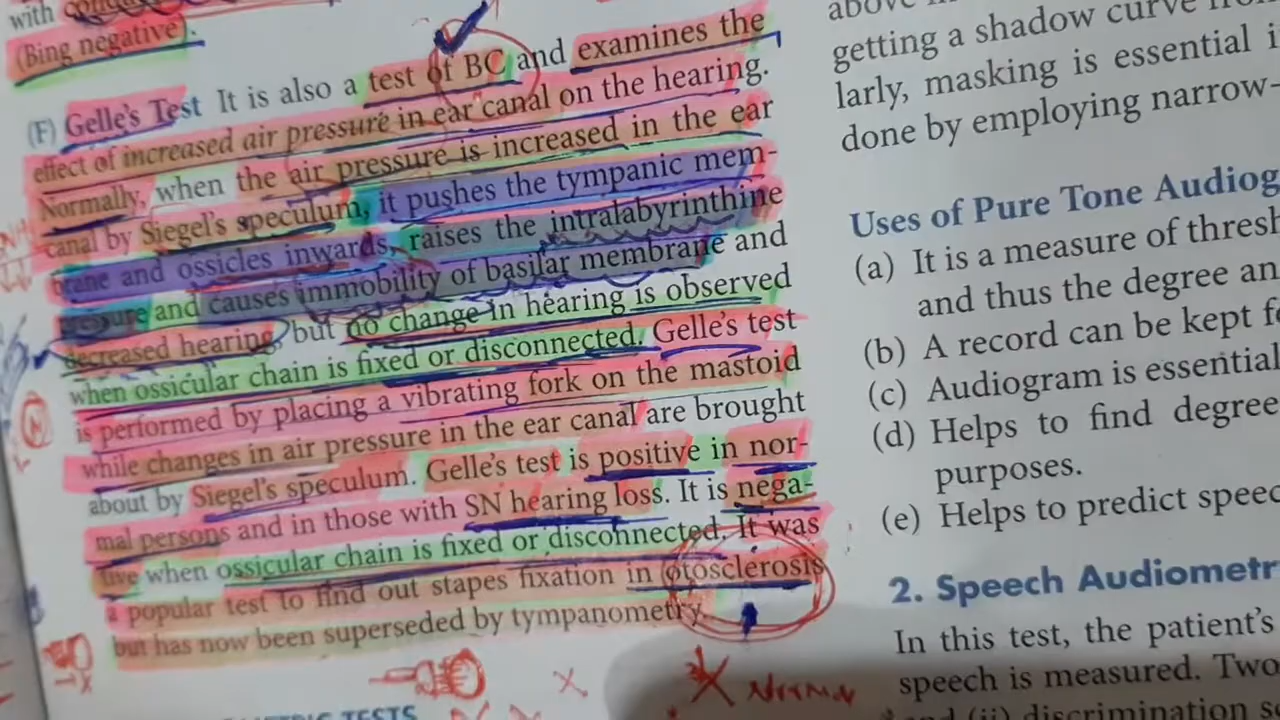 with
(Bing negative).
(F) Gelle's Test It is also a test of BC and examines the
effect of increased air pressure in ear canal on the hearing.
Normally, when the air pressure is increased in the ear
canal by Siegel's speculum, it pushes the tympanic mem-
brane and ossicles inwards, raises the intralabyrinthine
pressure and causes immobility of basilar membrane and
decreased hearing, but no change in hearing is observed
when ossicular chain is fixed or disconnected. Gelle's test
is performed by placing a vibrating fork on the mastoid
while changes in air pressure in the ear canal are brought
about by Siegel's speculum. Gelle's test is positive in nor-
mal persons and in those with SN hearing loss. It is nega-
tive when ossicular chain is fixed or disconnected. It was
a popular test to find out stapes fixation in otosclerosis
but has now been superseded by tympanometry.
TESTS
above
getting a shadow curve
larly, masking is essential
done by employing narrow-
Uses of Pure Tone Audiog
(a) It is a measure of thresh
and thus the degree an
(b) A record can be kept
(c) Audiogram is essential
(d) Helps to find degree
purposes.
(e) Helps to predict speec
2. Speech Audiometr
In this test, the patient's
speech is measured. Two
(ii) discrimination